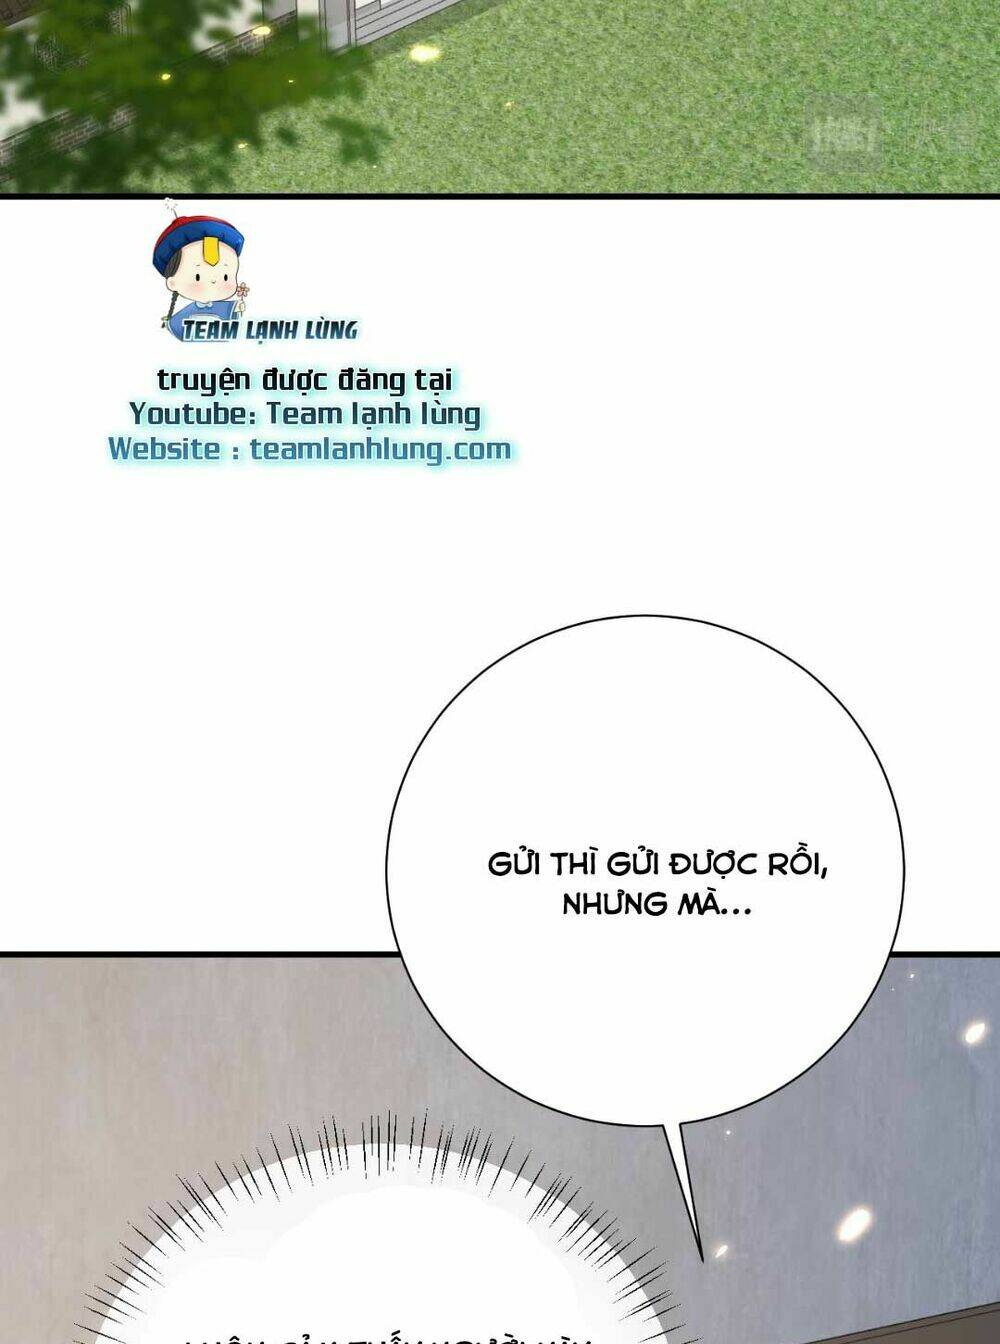 TEAM LẠNH LÙNG
truyện được đăng tại
Youtube: Team lạnh lùng
Website : teamlanhlung.com
GỬI THÌ GỬI ĐƯỢC RỒI,
NHƯNG MÀ...